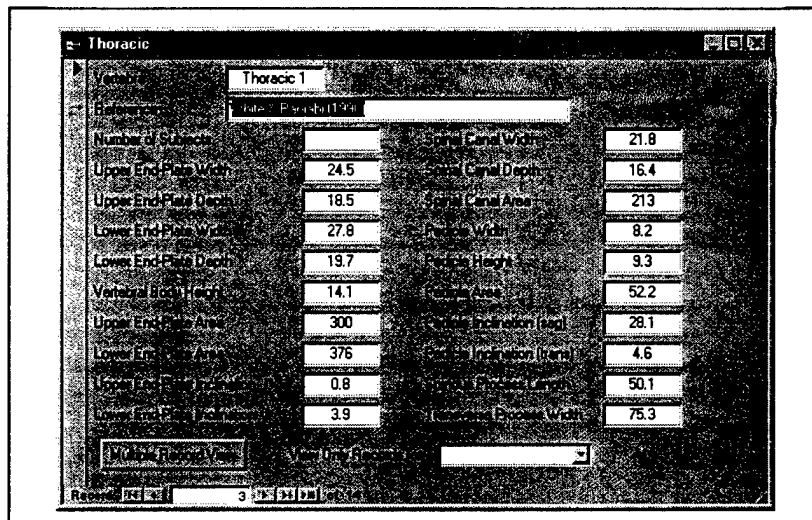 Thoracic
Vertebra Thoracic 1
Reference
Number of Subjects Spinal Canal Width 21.8
Upper End-Plate Width 24.5 Spinal Canal Depth 16.4
Upper End-Plate Depth 18.5 Spinal Canal Area 213
Lower End-Plate Width 27.8 Pedicle Width 8.2
Lower End-Plate Depth 19.7 Pedicle Height 9.3
Vertebral Body Height 14.1 Pedicle Area 52.2
Upper End-Plate Area 300 Pedicle Inclination (sag) 28.1
Lower End-Plate Area 376 Pedicle Inclination (trans) 4.6
Upper End-Plate Inclination 0.8 Spinous Process Length 50.1
Lower End-Plate Inclination 3.9 Transverse Process Width 75.3
Multiple Record View View Only Records
Record: 3 of 14